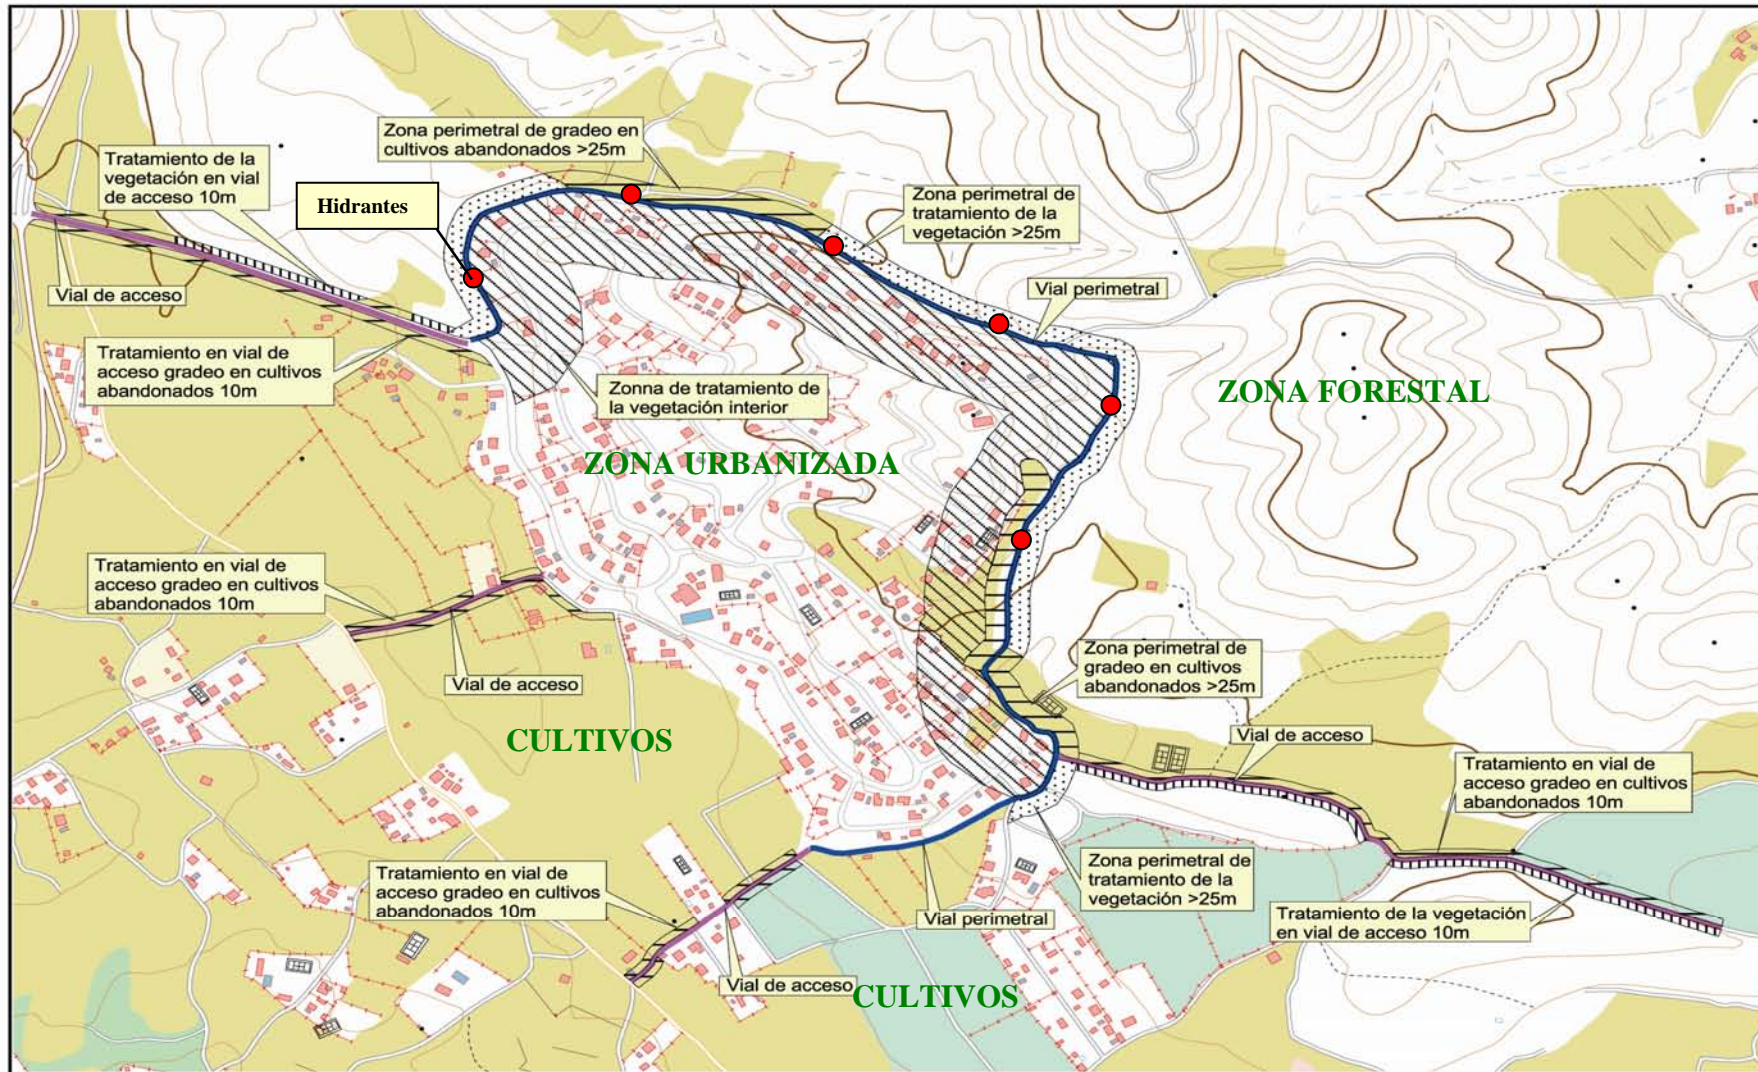 Zona perimetral de gradeo en
cultivos abandonados >25m
Tratamiento de la
vegetación en vial
de acceso 10m
Hidrantes
Zona perimetral de
tratamiento de la
vegetación >25m
Vial de acceso
Vial perimetral
Tratamiento en vial de
acceso gradeo en cultivos
abandonados 10m
Zonna de tratamiento de
la vegetación interior
ZONA FORESTAL
ZONA URBANIZADA
Tratamiento en vial de
acceso gradeo en cultivos
abandonados 10m
Vial de acceso
Zona perimetral de
gradeo en cultivos
abandonados >25m
CULTIVOS
Vial de acceso
Tratamiento en vial de
acceso gradeo en cultivos
abandonados 10m
Tratamiento en vial de
acceso gradeo en cultivos
abandonados 10m
Zona perimetral de
tratamiento de la
vegetación >25m
Vial perimetral
Tratamiento de la vegetación
en vial de acceso 10m
Vial de acceso
CULTIVOS